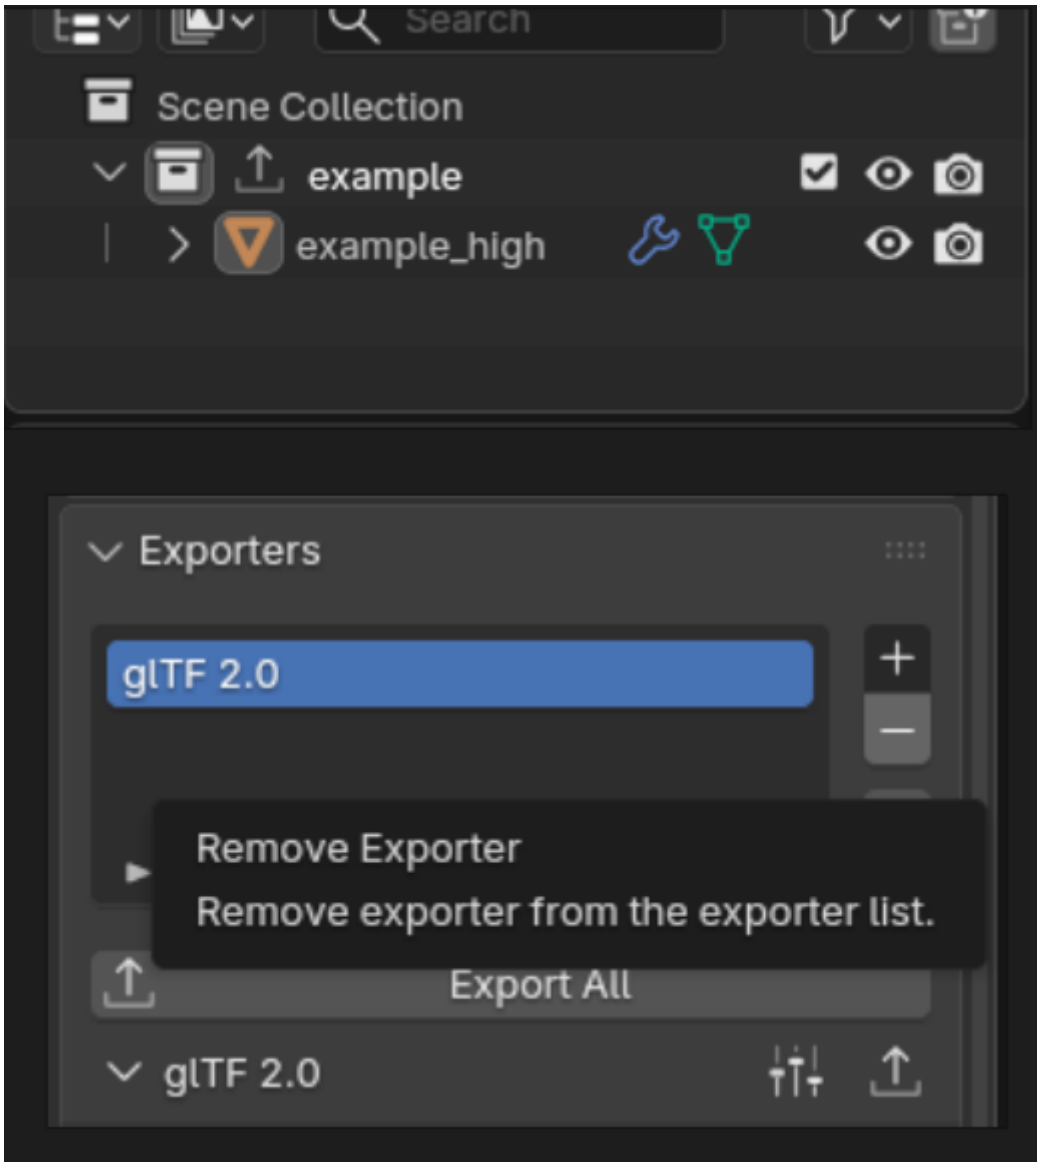 Search
Scene Collection
example
example_high
Exporters
glTF 2.0
Remove Exporter
Remove exporter from the exporter list.
Export All
glTF 2.0